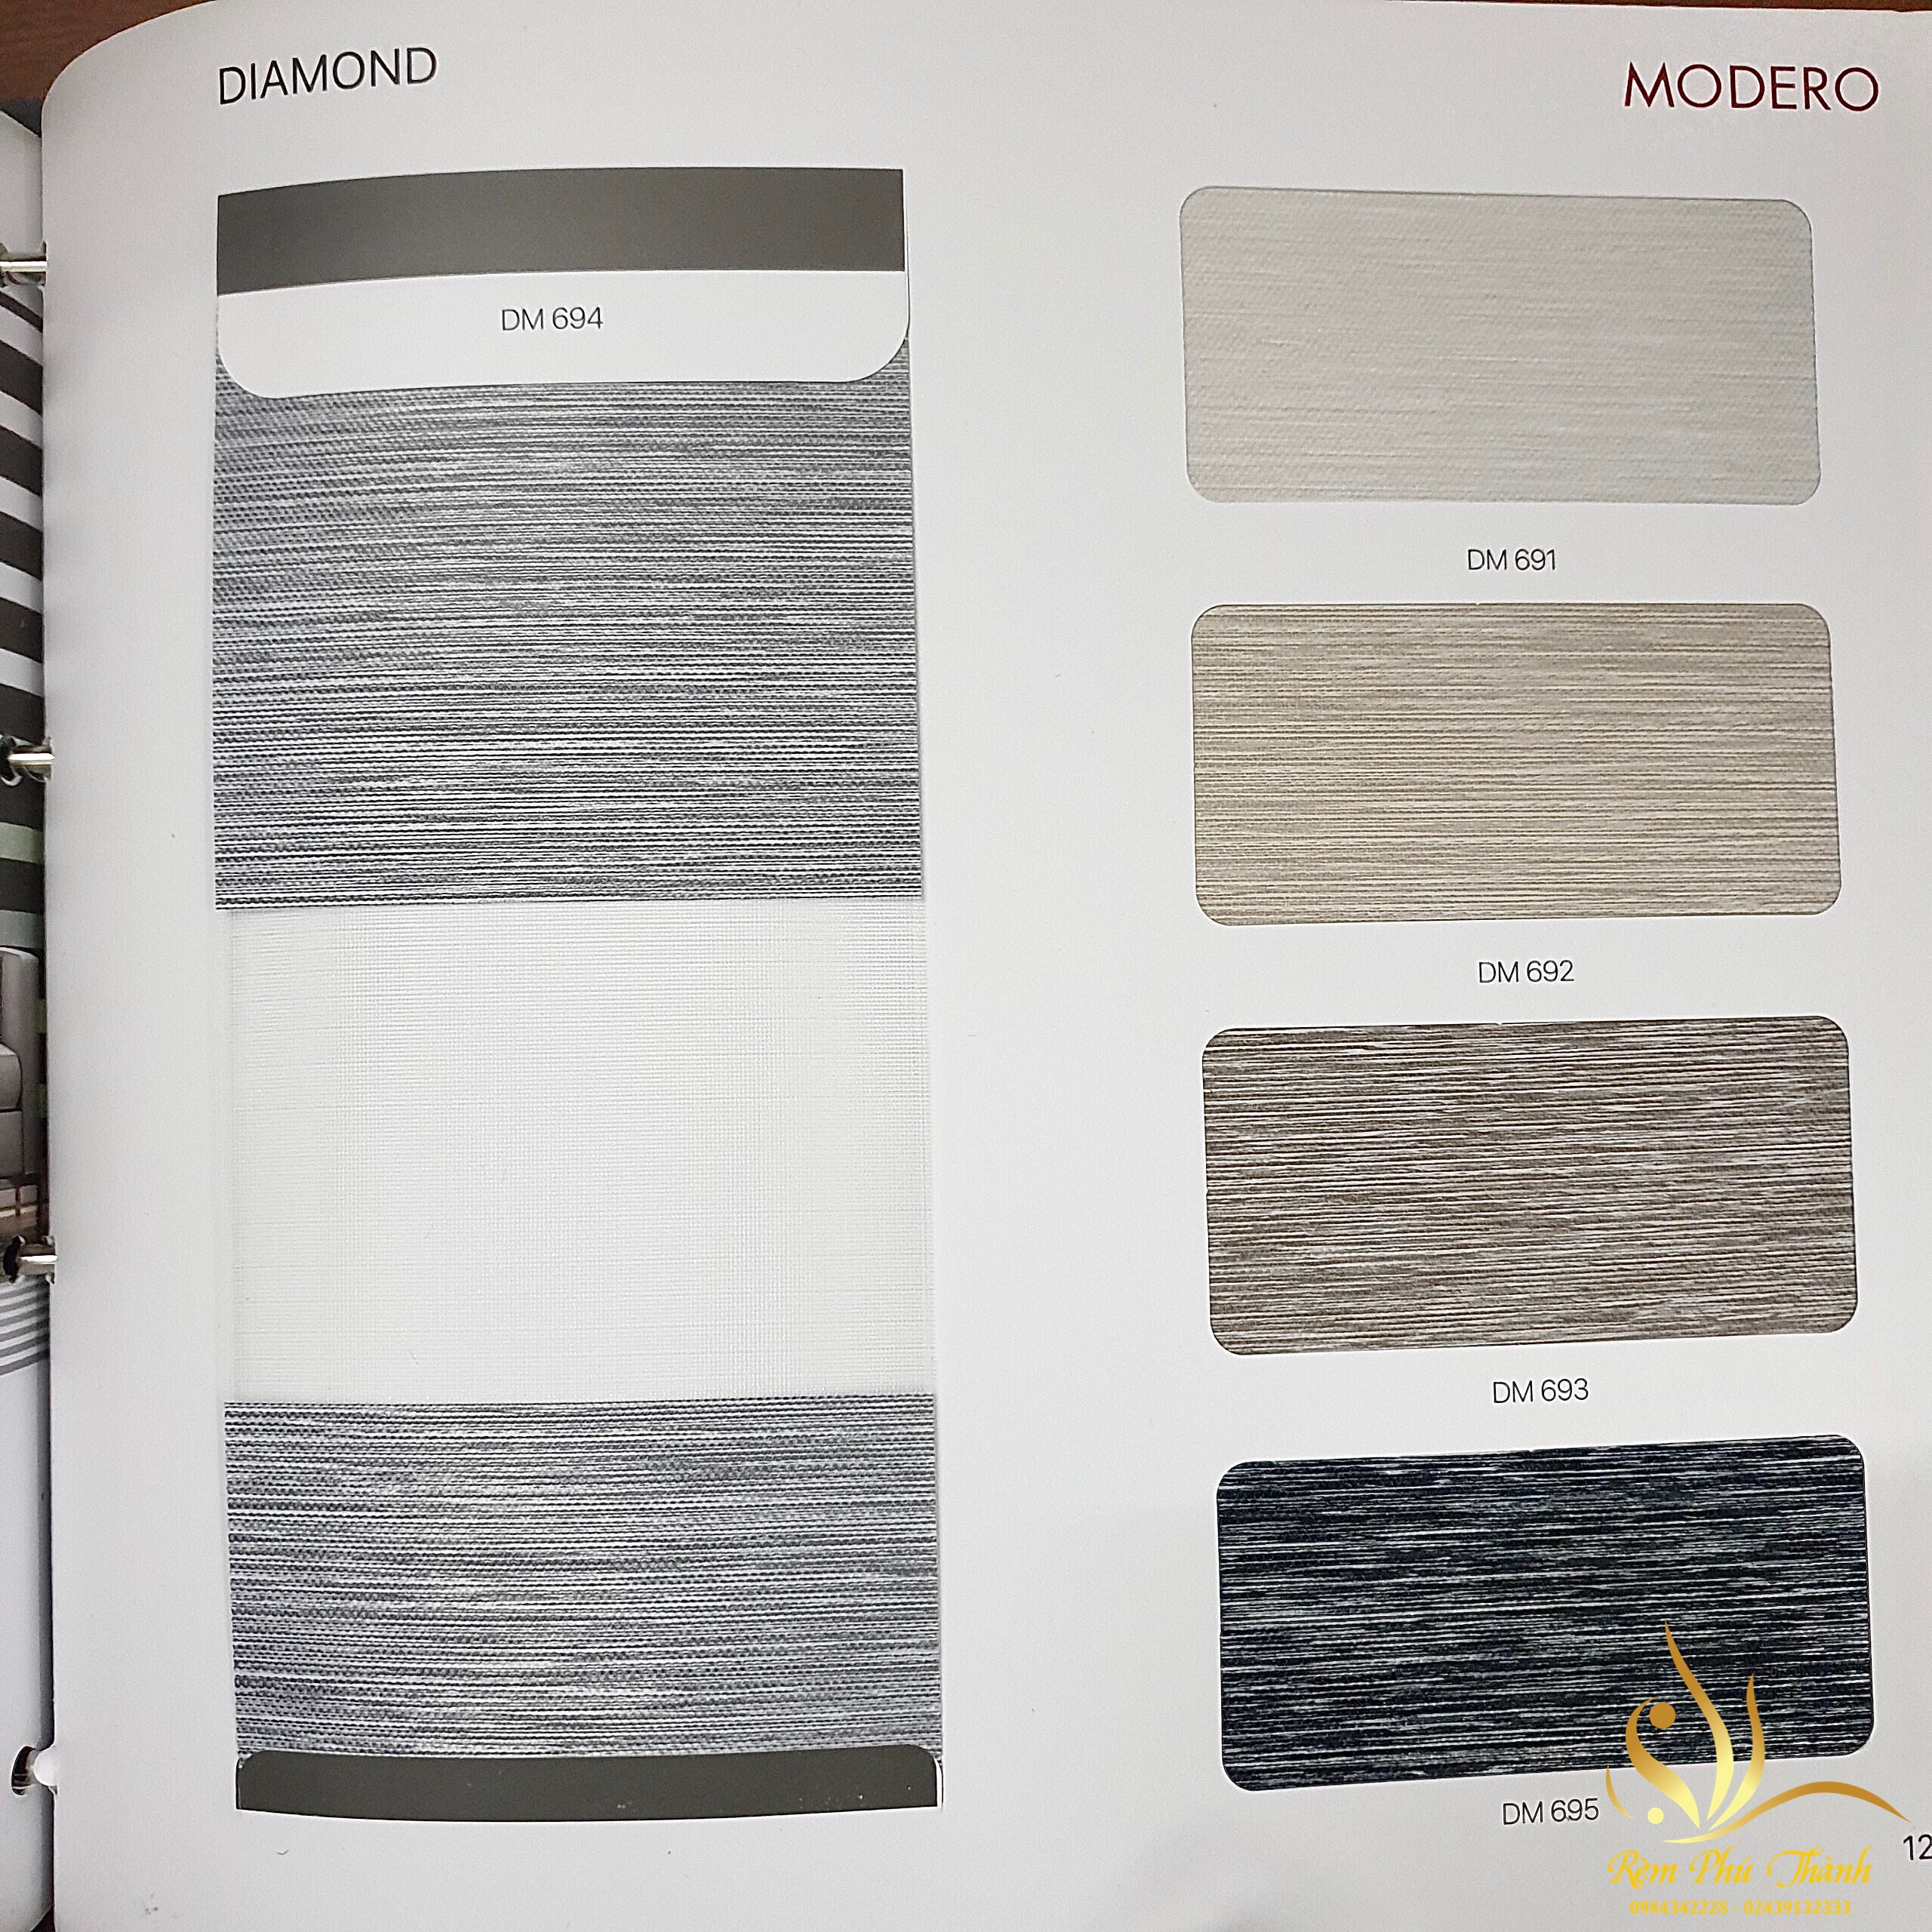 DIAMOND
MODERO
DM 694
DM 691
DM 692
DM 693
DM 695
12
Rèm Phú Thành
0984342228 - 02439132333